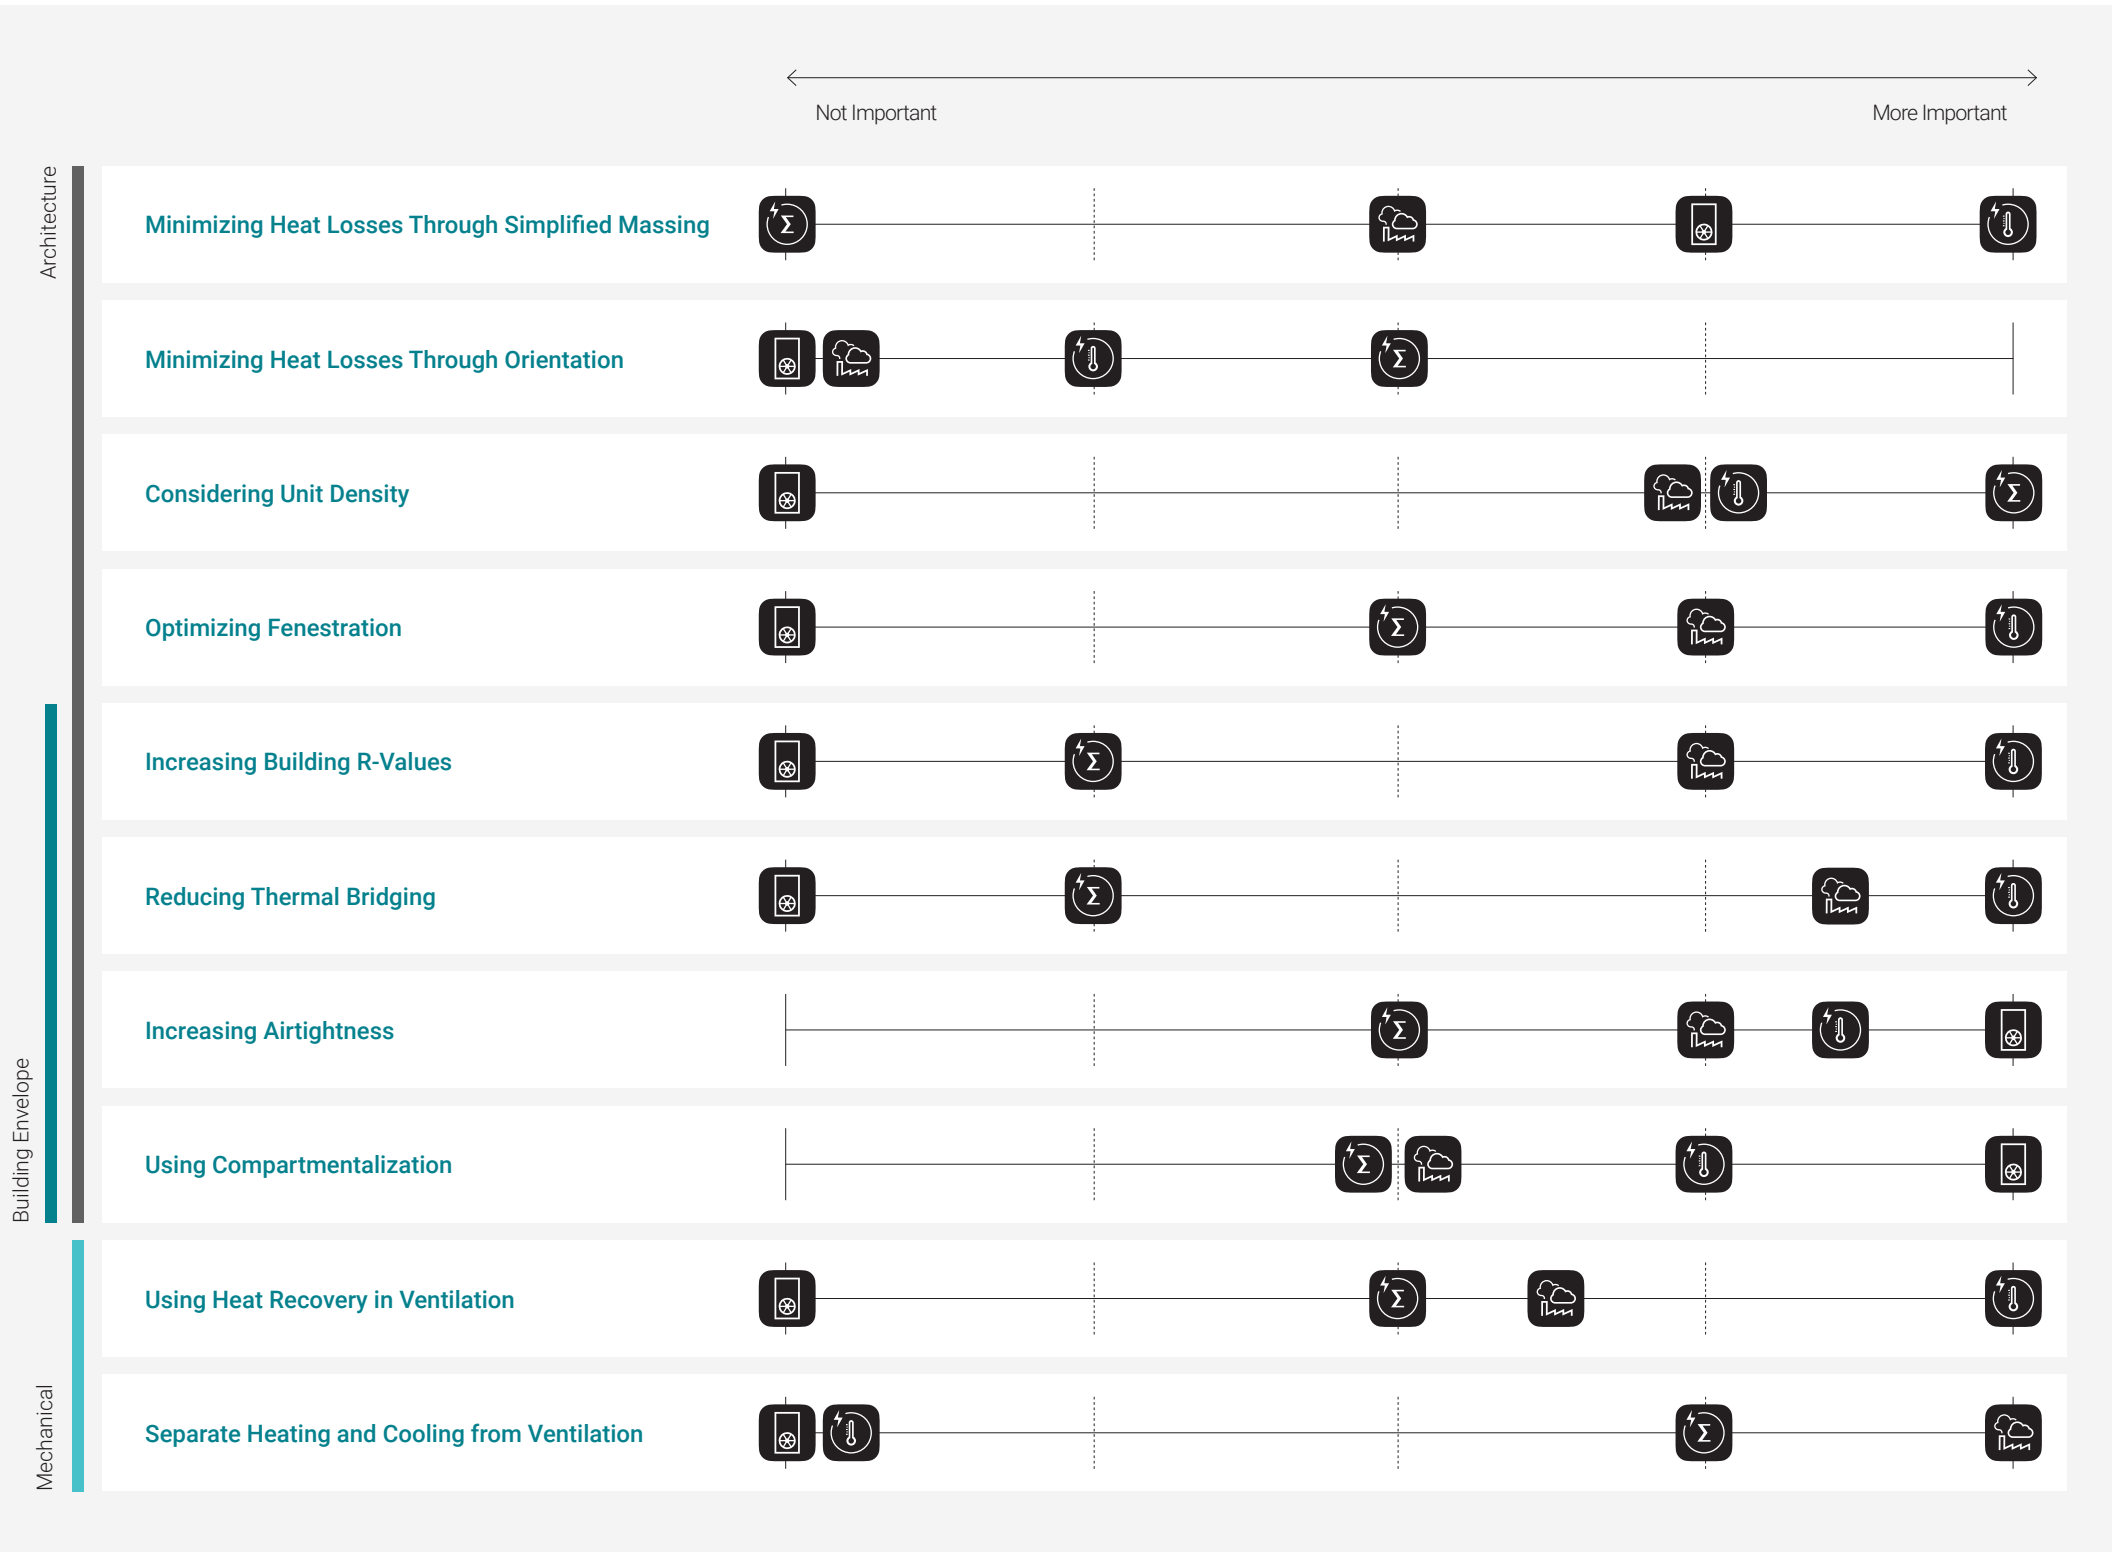 Not Important
More Important
Architecture
Minimizing Heat Losses Through Simplified Massing
Σ
Minimizing Heat Losses Through Orientation
Σ
Considering Unit Density
Σ
Optimizing Fenestration
Σ
Building Envelope
Increasing Building R-Values
Σ
Reducing Thermal Bridging
Σ
Increasing Airtightness
Σ
Using Compartmentalization
Σ
Mechanical
Using Heat Recovery in Ventilation
Σ
Separate Heating and Cooling from Ventilation
Σ